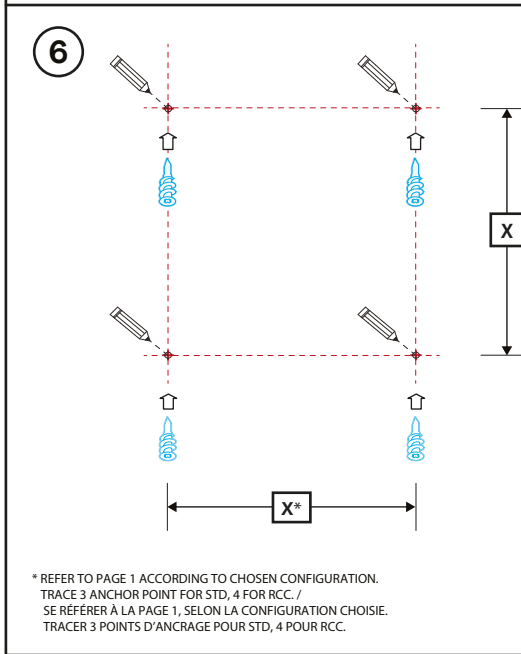 6
X
X*
* REFER TO PAGE 1 ACCORDING TO CHOSEN CONFIGURATION.
TRACE 3 ANCHOR POINT FOR STD, 4 FOR RCC. /
SE RÉFÉRER À LA PAGE 1, SELON LA CONFIGURATION CHOISIE.
TRACER 3 POINTS D'ANCRAGE POUR STD, 4 POUR RCC.